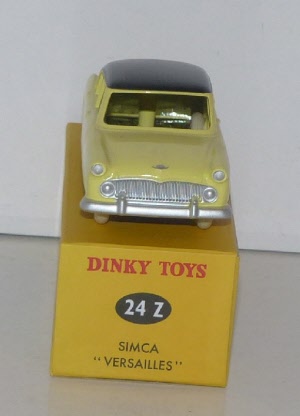 DINKY TOYS
24 Z
SIMCA
"VERSAILLES"